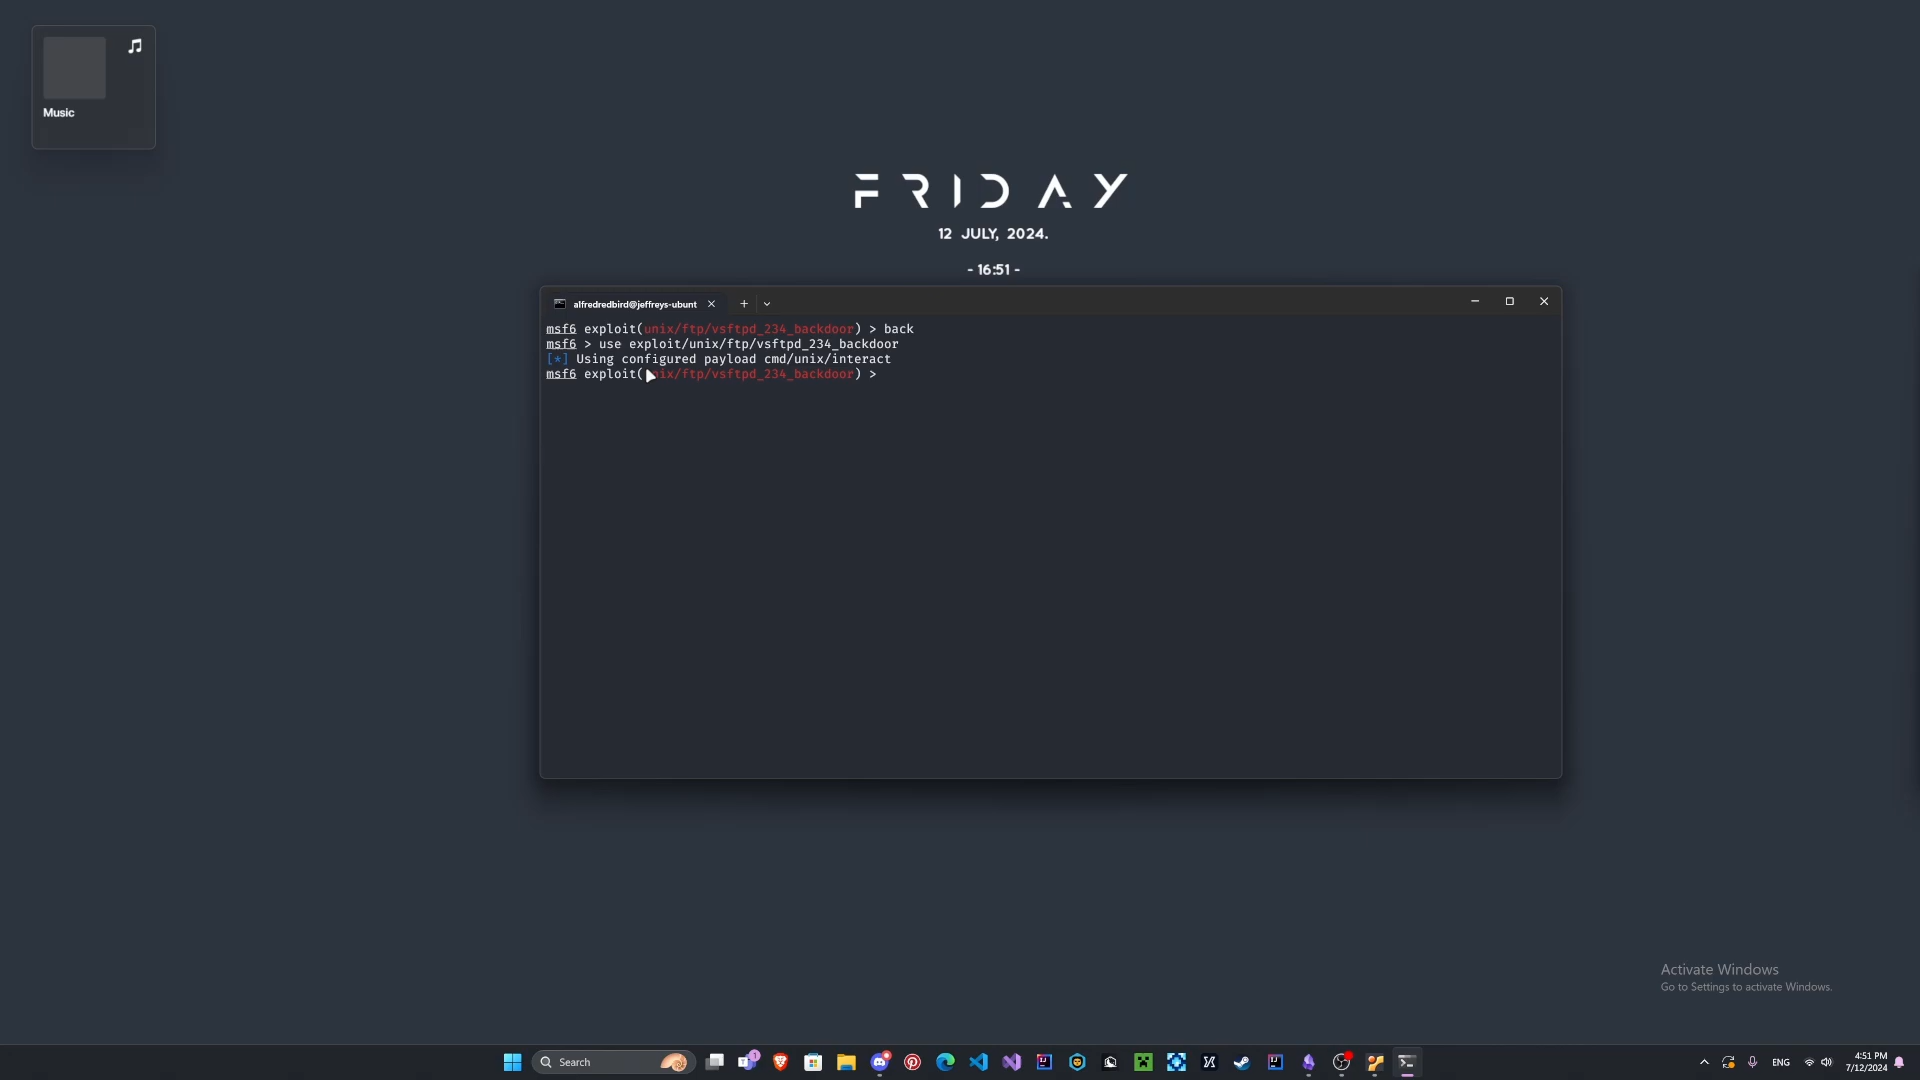 Music
FRIDAY
12 JULY, 2024.
- 16:51 -
alfredredbird@jeffreys-ubunt
msf6 exploit(unix/ftp/vsftpd_234_backdoor) > back
msf6 > use exploit/unix/ftp/vsftpd_234_backdoor
[*] Using configured payload cmd/unix/interact
msf6 exploit(unix/ftp/vsftpd_234_backdoor) >
Activate Windows
Go to Settings to activate Windows.
Search
1
ENG
4:51 PM
7/12/2024